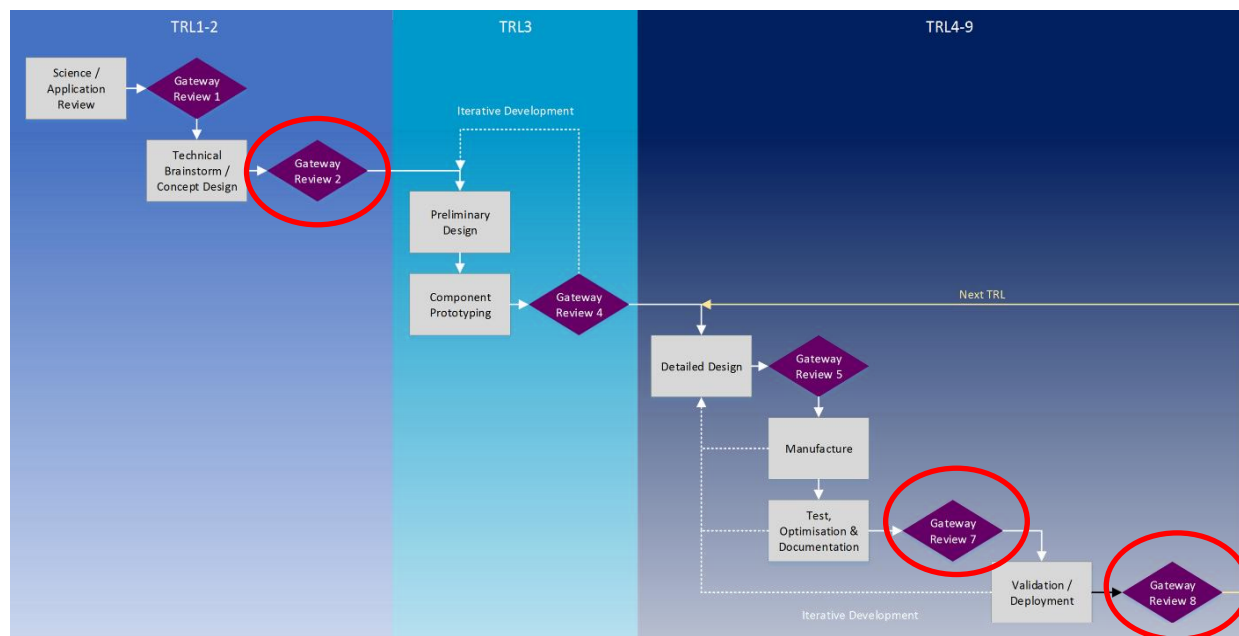 TRL1-2
TRL3
TRL4-9
Science /
Application
Review
Gateway
Review 1
Technical
Brainstorm /
Concept Design
Gateway
Review 2
Iterative Development
Preliminary
Design
Component
Prototyping
Gateway
Review 4
Next TRL
Detailed Design
Gateway
Review 5
Manufacture
Test,
Optimisation &
Documentation
Gateway
Review 7
Validation /
Deployment
Gateway
Review 8
Iterative Development